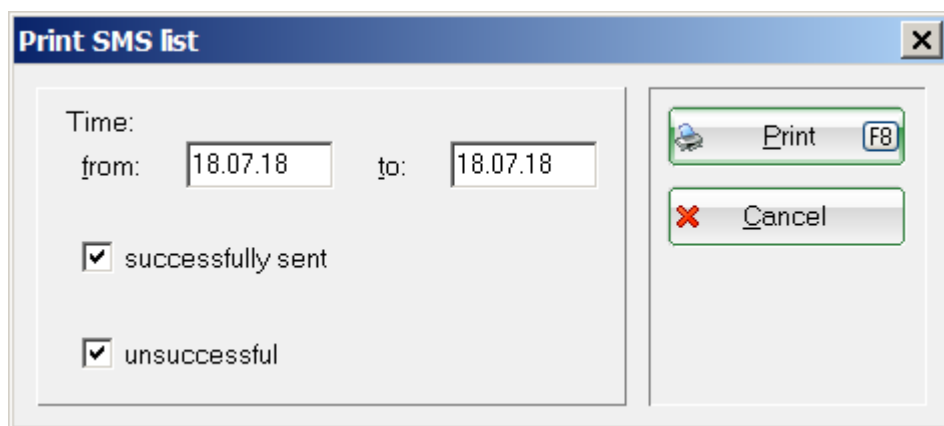 Print SMS list
Time:
from: 18.07.18 to: 18.07.18
successfully sent
unsuccessful
Print F8
Cancel